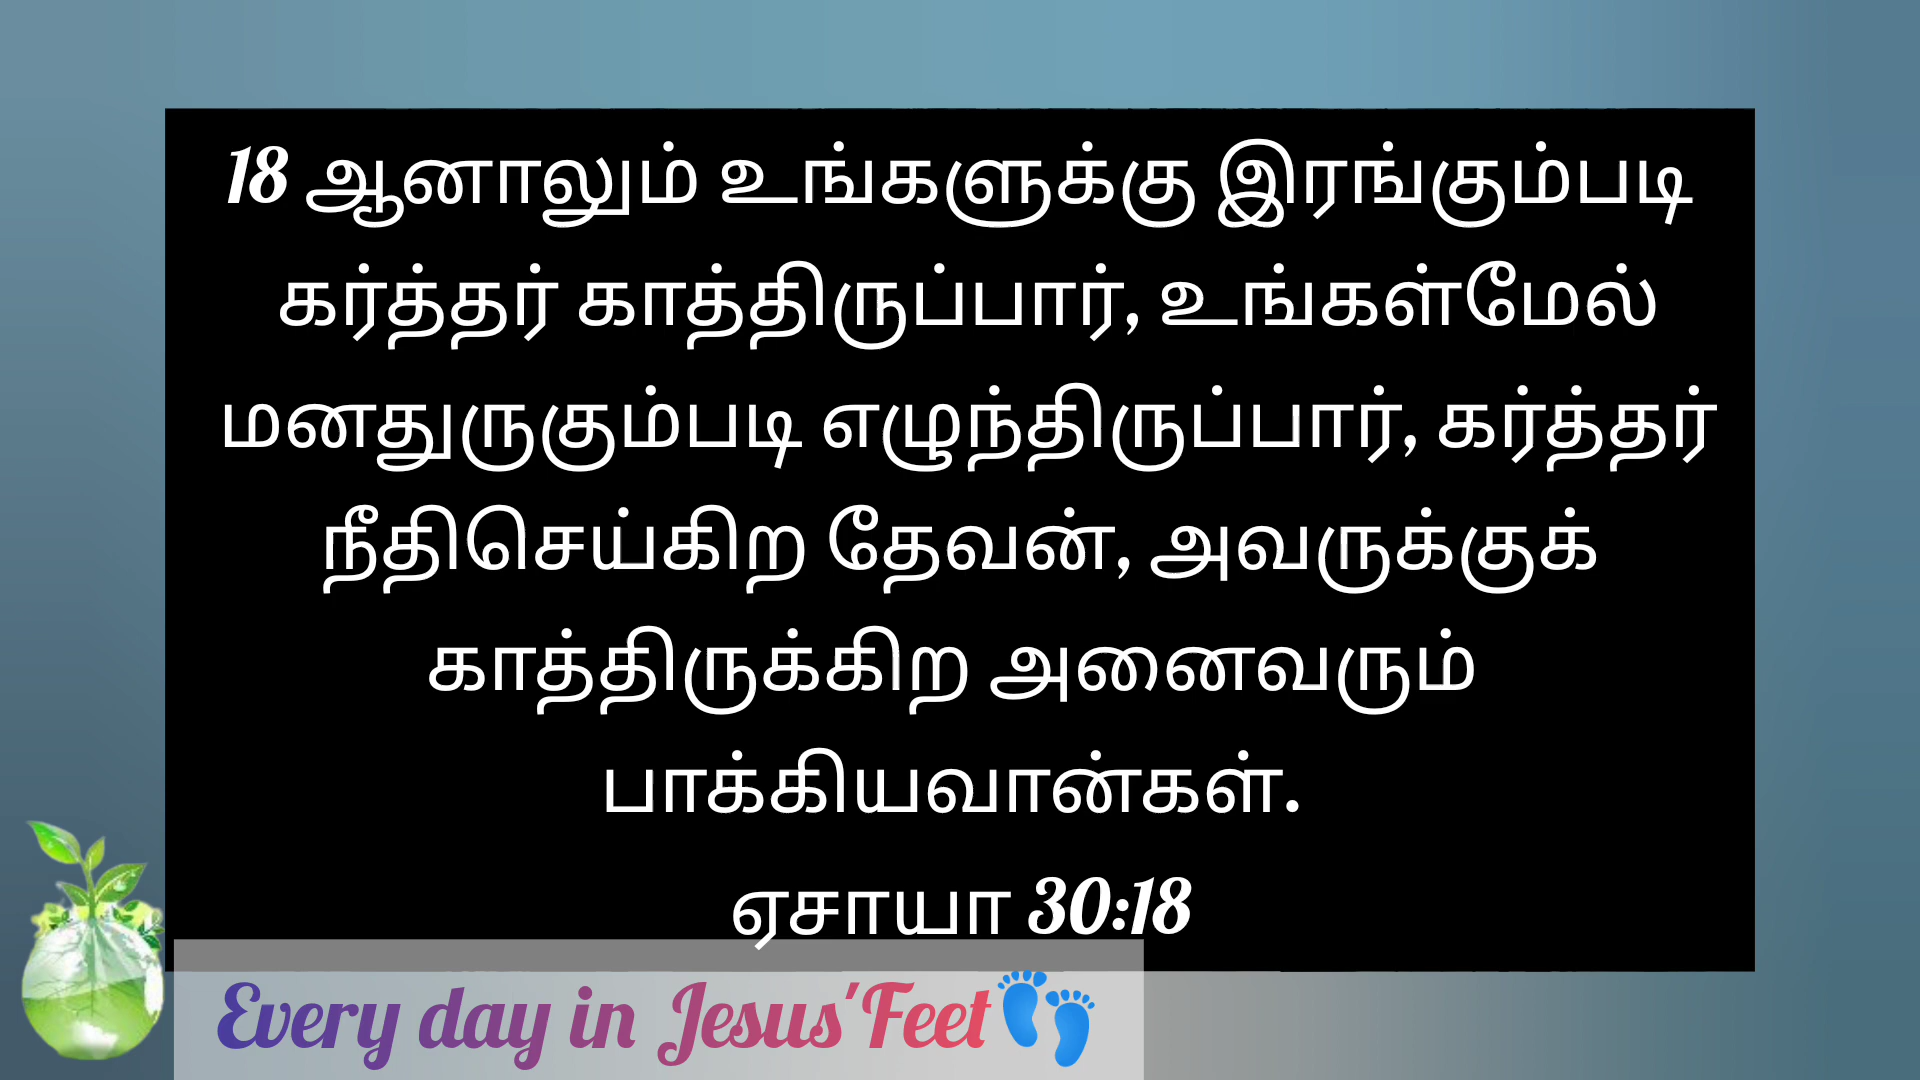 18 ஆனாலும் உங்களுக்கு இரங்கும்படி
கர்த்தர் காத்திருப்பார், உங்கள்மேல்
மனதுருகும்படி எழுந்திருப்பார், கர்த்தர்
நீதிசெய்கிற தேவன், அவருக்குக்
காத்திருக்கிற அனைவரும்
பாக்கியவான்கள்.
ஏசாயா 30:18
Every day in Jesus'Feet👣